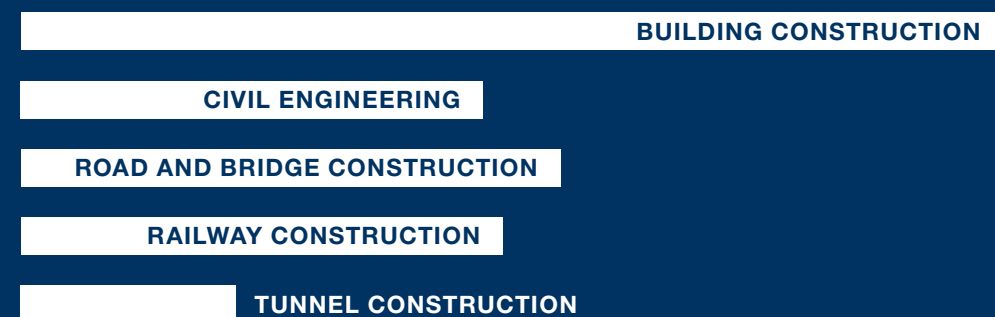 BUILDING CONSTRUCTION
CIVIL ENGINEERING
ROAD AND BRIDGE CONSTRUCTION
RAILWAY CONSTRUCTION
TUNNEL CONSTRUCTION